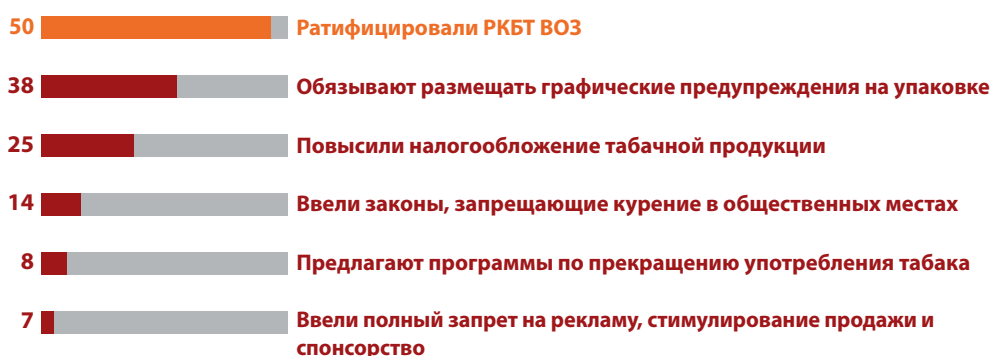 50 Ратифицировали РКБТ ВОЗ
38 Обязывают размещать графические предупреждения на упаковке
25 Повысили налогообложение табачной продукции
14 Ввели законы, запрещающие курение в общественных местах
8 Предлагают программы по прекращению употребления табака
7 Ввели полный запрет на рекламу, стимулирование продажи и
спонсорство